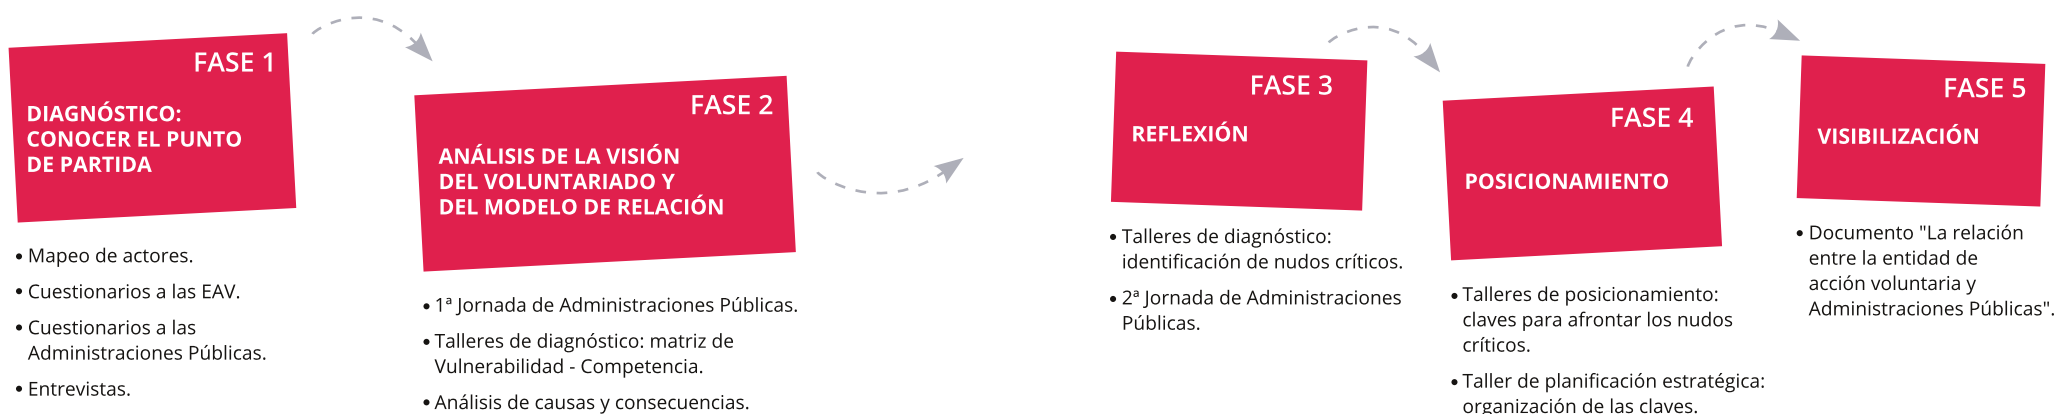 FASE 1
DIAGNÓSTICO:
CONOCER EL PUNTO
DE PARTIDA
• Mapeo de actores.
• Cuestionarios a las EAV.
• Cuestionarios a las
Administraciones Públicas.
• Entrevistas.
FASE 2
ANÁLISIS DE LA VISIÓN
DEL VOLUNTARIADO Y
DEL MODELO DE RELACIÓN
• 1ª Jornada de Administraciones Públicas.
• Talleres de diagnóstico: matriz de
Vulnerabilidad - Competencia.
• Análisis de causas y consecuencias.
FASE 3
REFLEXIÓN
• Talleres de diagnóstico:
identificación de nudos críticos.
• 2ª Jornada de Administraciones
Públicas.
FASE 4
POSICIONAMIENTO
• Talleres de posicionamiento:
claves para afrontar los nudos
críticos.
• Taller de planificación estratégica:
organización de las claves.
FASE 5
VISIBILIZACIÓN
• Documento "La relación
entre la entidad de
acción voluntaria y
Administraciones Públicas".